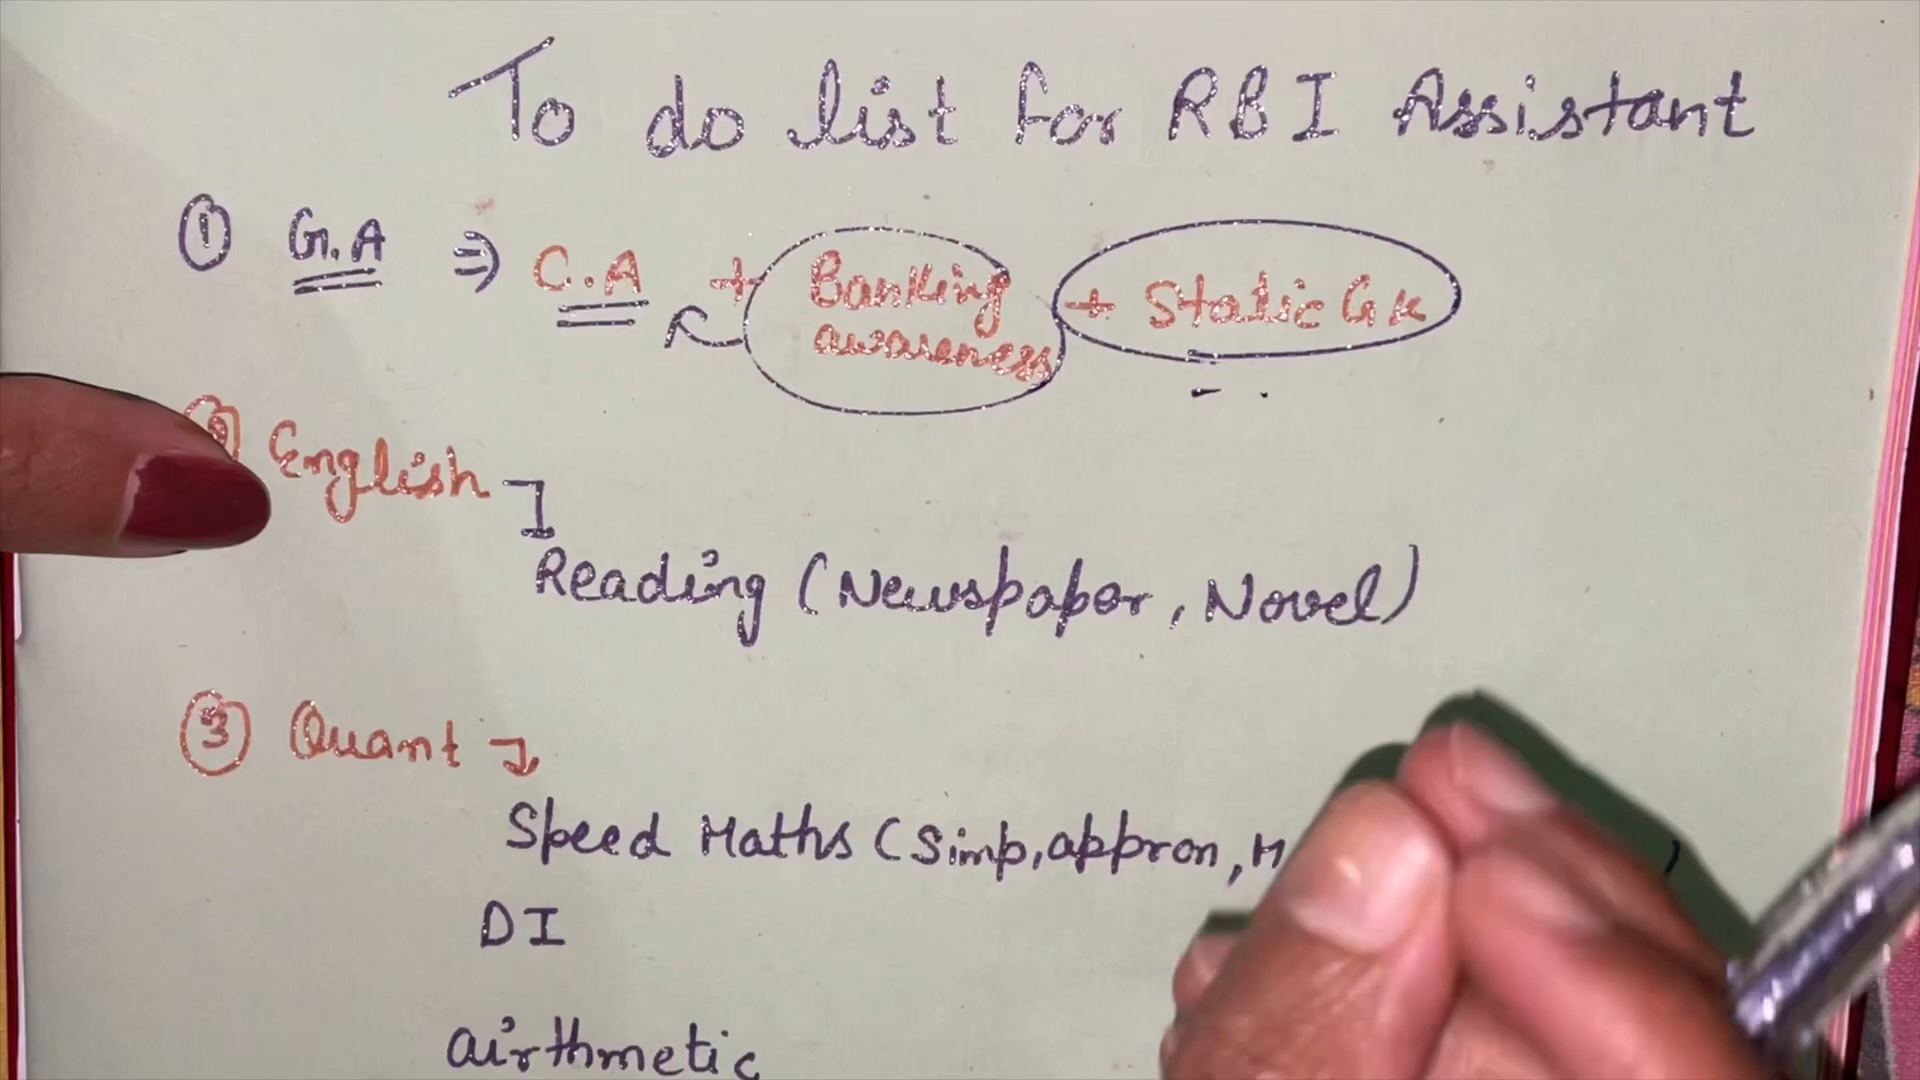 To do list for RBI Assistant
① G.A ⇒ C.A + Banking awareness + Static Gk
English
Reading (Newspaper, Novel)
③ Quant
Speed Maths (Simp, appron, M
DI
airthmetic